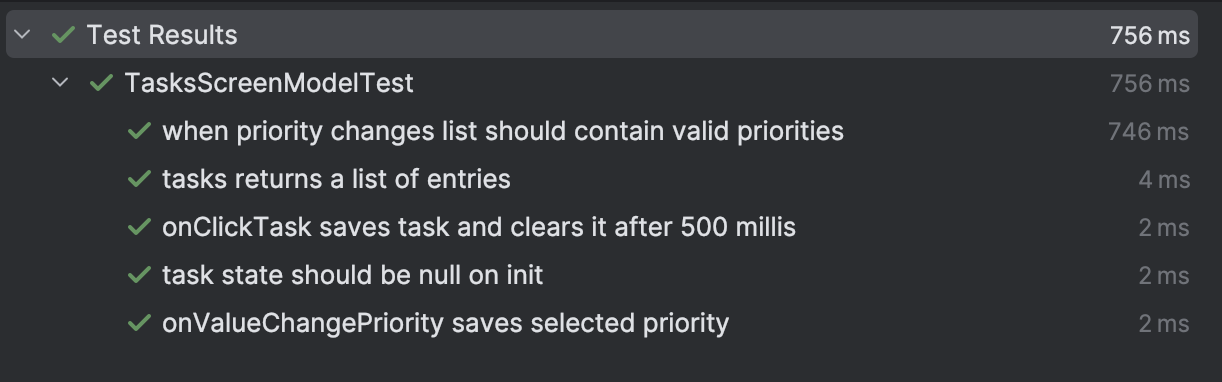 Test Results 756 ms
TasksScreenModelTest 756 ms
when priority changes list should contain valid priorities 746 ms
tasks returns a list of entries 4 ms
onClickTask saves task and clears it after 500 millis 2 ms
task state should be null on init 2 ms
onValueChangePriority saves selected priority 2 ms